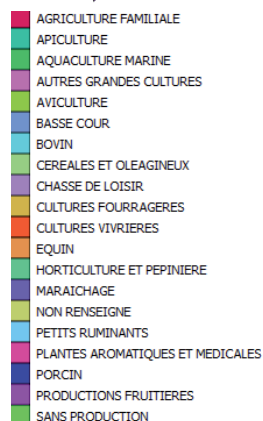 AGRICULTURE FAMILIALE
APICULTURE
AQUACULTURE MARINE
AUTRES GRANDES CULTURES
AVICULTURE
BASSE COUR
BOVIN
CEREALES ET OLEAGINEUX
CHASSE DE LOISIR
CULTURES FOURRAGERES
CULTURES VIVRIERES
EQUIN
HORTICULTURE ET PEPINIERE
MARAICHAGE
NON RENSEIGNE
PETITS RUMINANTS
PLANTES AROMATIQUES ET MEDICALES
PORCIN
PRODUCTIONS FRUITIERES
SANS PRODUCTION